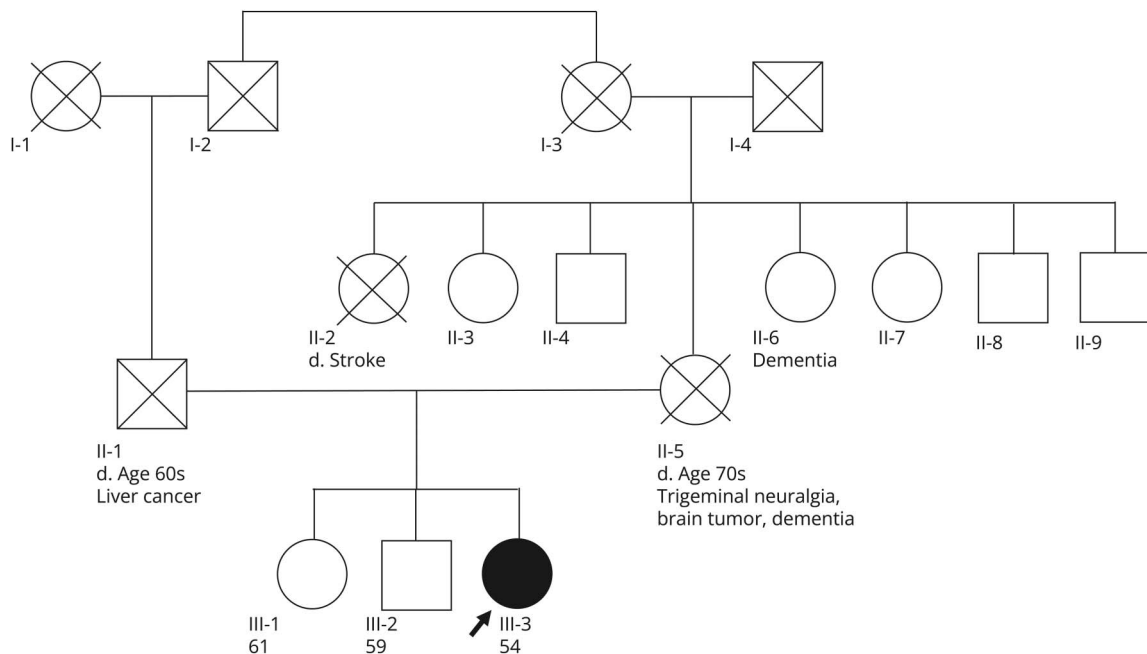 I-1
I-2
I-3
I-4
II-2
d. Stroke
II-3
II-4
II-6
Dementia
II-7
II-8
II-9
II-1
d. Age 60s
Liver cancer
II-5
d. Age 70s
Trigeminal neuralgia,
brain tumor, dementia
III-1
61
III-2
59
III-3
54